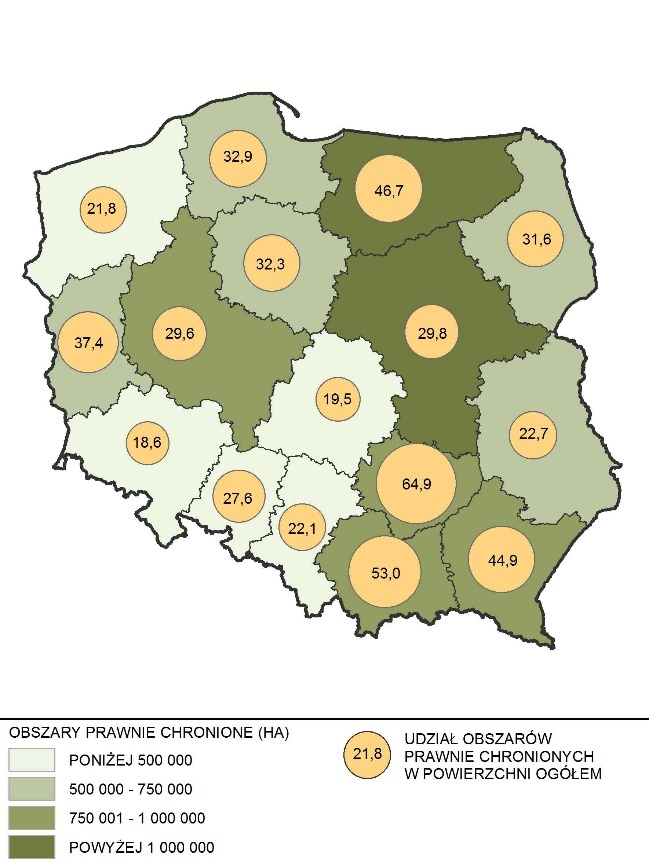 32,9
46,7
21,8
31,6
32,3
29,6
29,8
37,4
19,5
18,6
22,7
64,9
27,6
22,1
44,9
53,0
OBSZARY PRAWNIE CHRONIONE (HA)
PONIŻEJ 500 000
500 000 - 750 000
750 001 - 1 000 000
POWYŻEJ 1 000 000
21,8
UDZIAŁ OBSZARÓW
PRAWNIE CHRONIONYCH
W POWIERZCHNI OGÓŁEM